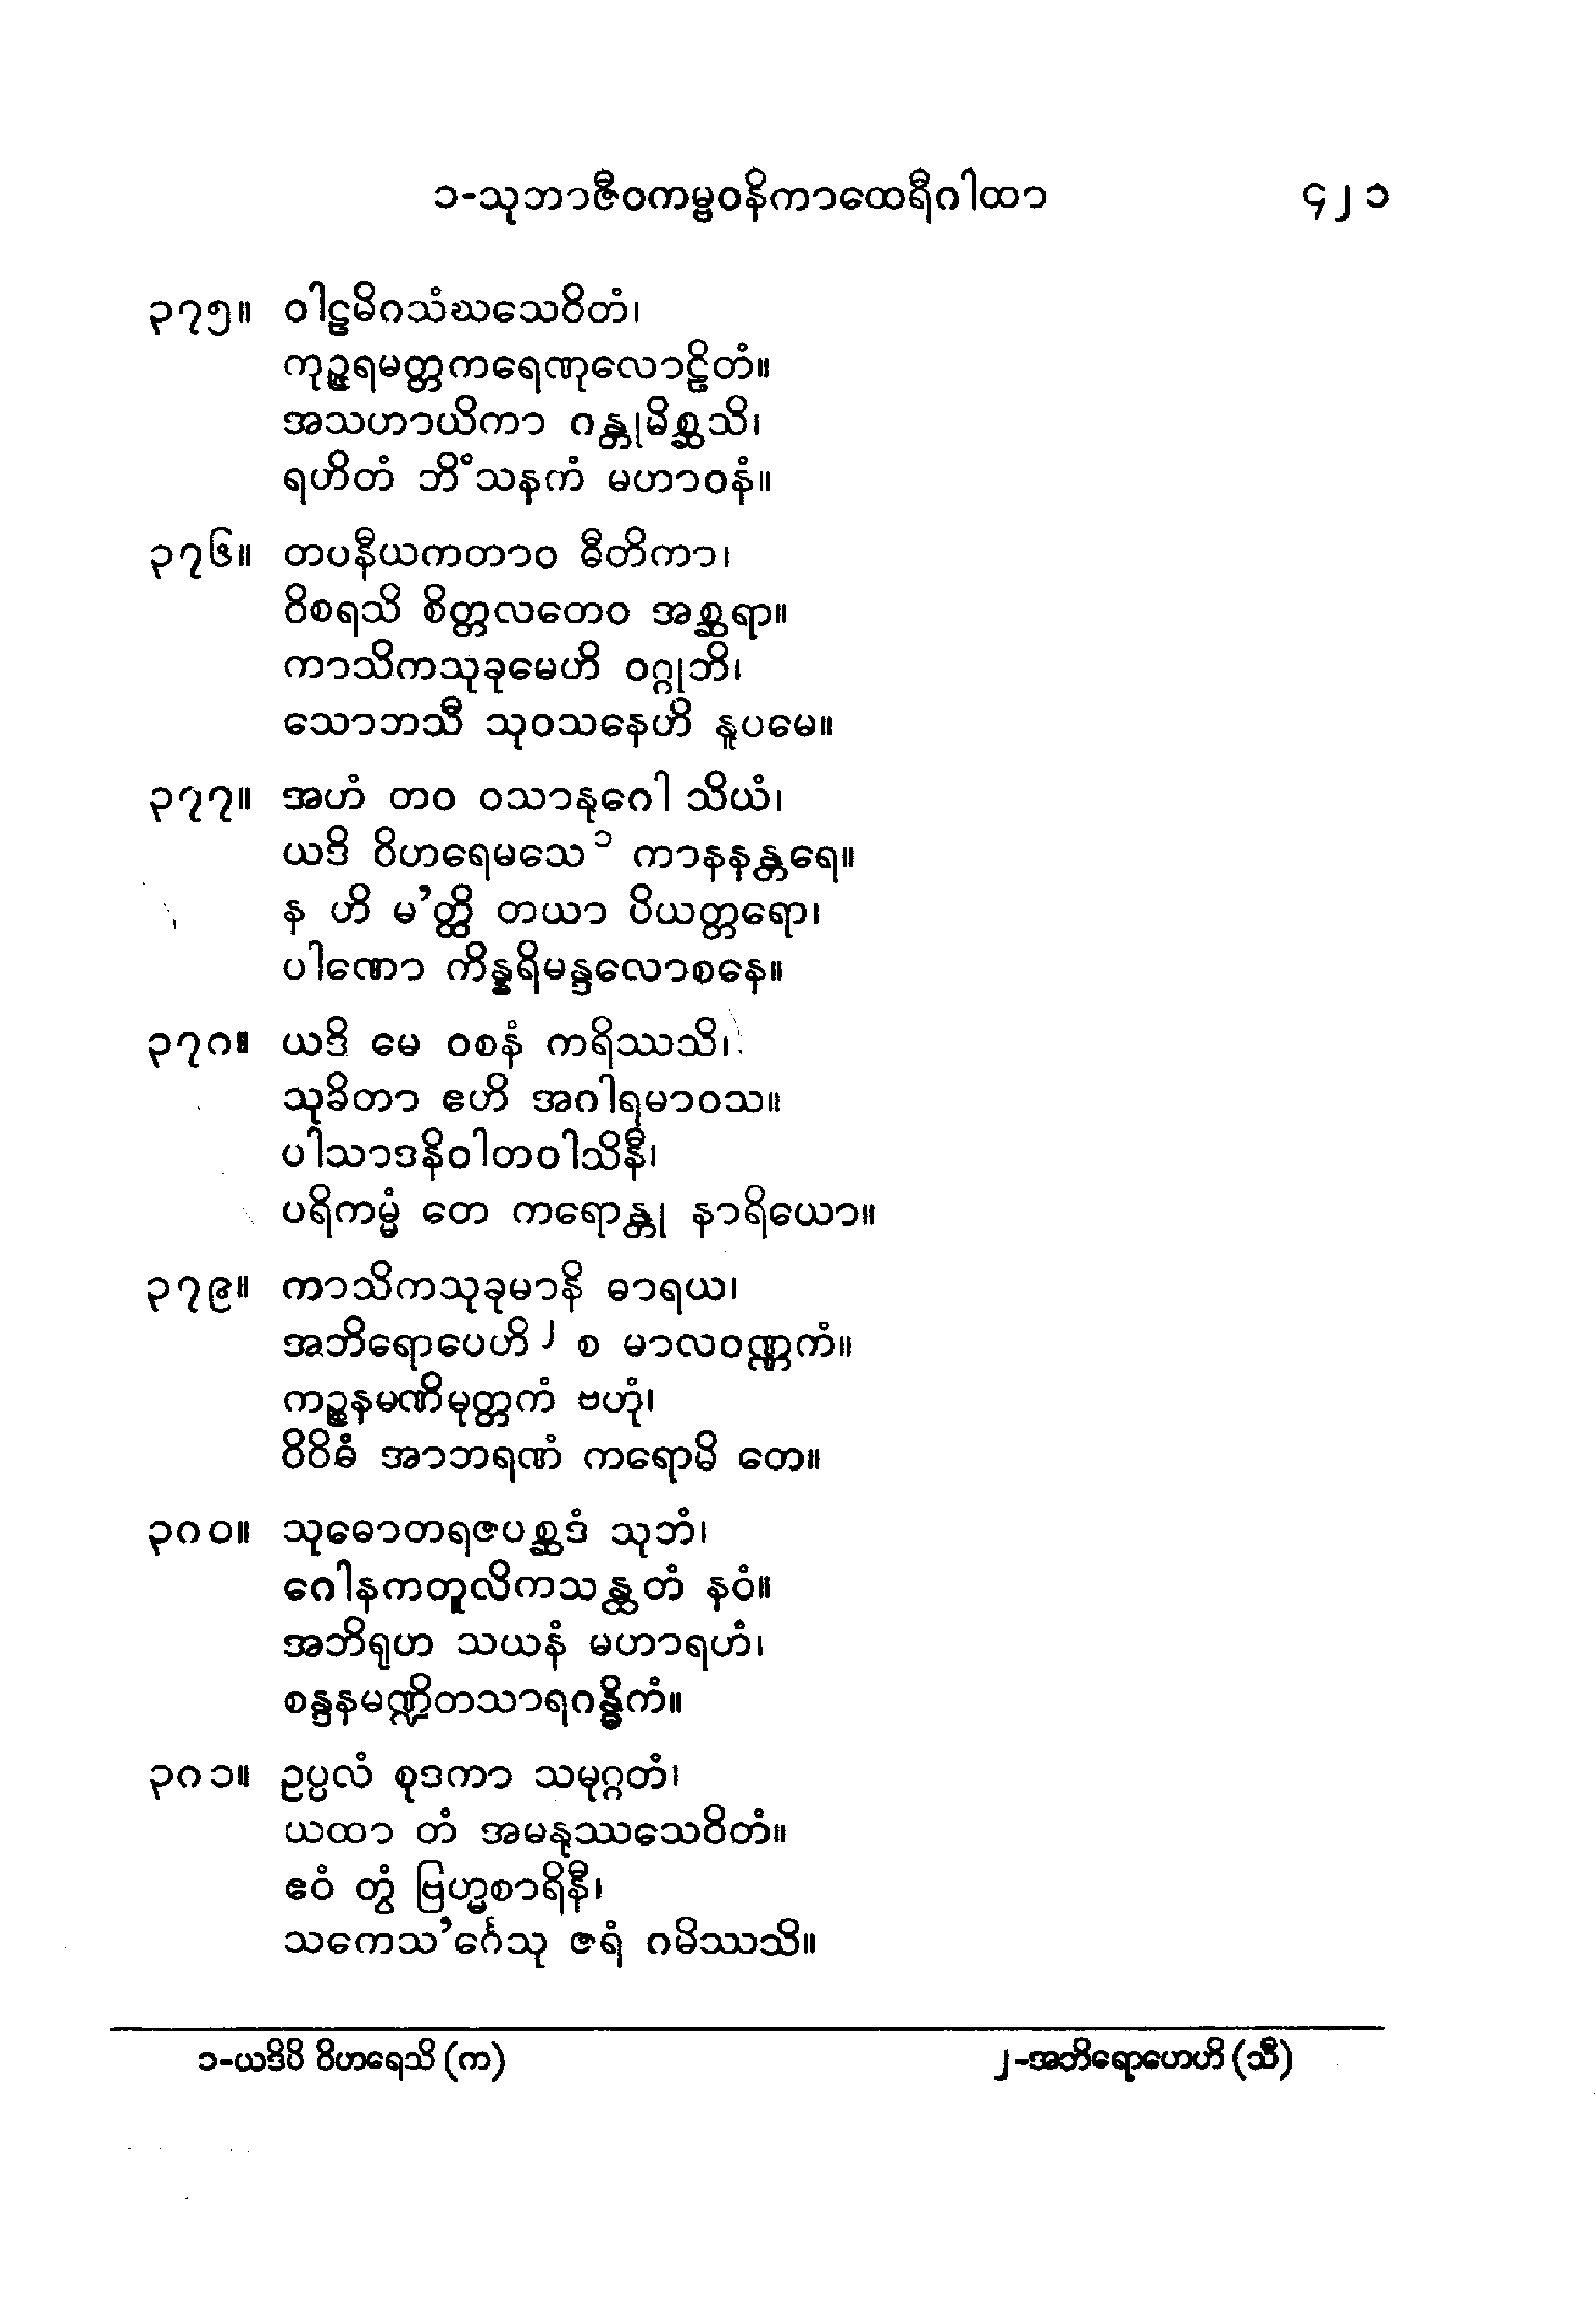 ၁-သုဘာဇီဝကမ္ဗဝနိကာထေရီဂါထာ ၄၂၁
၃၇၅။ ဝါဠမိဂသံဃသေဝိတံ၊
ကုဉ္ဇရမတ္တကရေဏုလောဠိတံ။
အသဟာယိကာ ဂန္တုမိစ္ဆသိ၊
ရဟိတံ ဘိံသနကံ မဟာဝနံ။
၃၇၆။ တပနီယကတာဝ ဓီတိကာ၊
ဝိစရသိ စိတ္တလတေဝ အစ္ဆရာ။
ကာသိကသုခုမေဟိ ဝဂ္ဂုဘိ၊
သောဘသီ သုဝသနေဟိ နူပမေ။
၃၇၇။ အဟံ တဝ ဝသာနုဂေါ သိယံ၊
ယဒိ ဝိဟရေမသေ ၁ ကာနနန္တရေ။
န ဟိ မ’တ္ထိ တယာ ပိယတ္တရော၊
ပါဏော ကိန္နရိမန္ဒလောစနေ။
၃၇၈။ ယဒိ မေ ဝစနံ ကရိဿသိ၊
သုခိတာ ဧဟိ အဂါရမာဝသ။
ပါသာဒနိဝါတဝါသိနီ၊
ပရိကမ္မံ တေ ကရောန္တု နာရိယော။
၃၇၉။ ကာသိကသုခုမာနိ ဓာရယ၊
အဘိရောပေဟိ ၂ စ မာလဝဏ္ဏကံ။
ကဉ္စနမဏိမုတ္တကံ ဗဟုံ၊
ဝိဝိဓံ အာဘရဏံ ကရောမိ တေ။
၃၈၀။ သုဓောတရဇပစ္ဆဒံ သုဘံ၊
ဂေါနကတူလိကသန္ထတံ နဝံ။
အဘိရုဟ သယနံ မဟာရဟံ၊
စန္ဒနမဏ္ဍိတသာရဂန္ဓိကံ။
၃၈၁။ ဥပ္ပလံ စုဒကာ သမုဂ္ဂတံ၊
ယထာ တံ အမနုဿသေဝိတံ။
ဧဝံ တွံ ဗြဟ္မစာရိနီ၊
သကေသ’င်္ဂေသု ဇရံ ဂမိဿသိ။
၁-ယဒိပိ ဝိဟရေသိ (က) ၂-အဘိရောဟေဟိ (သီ)